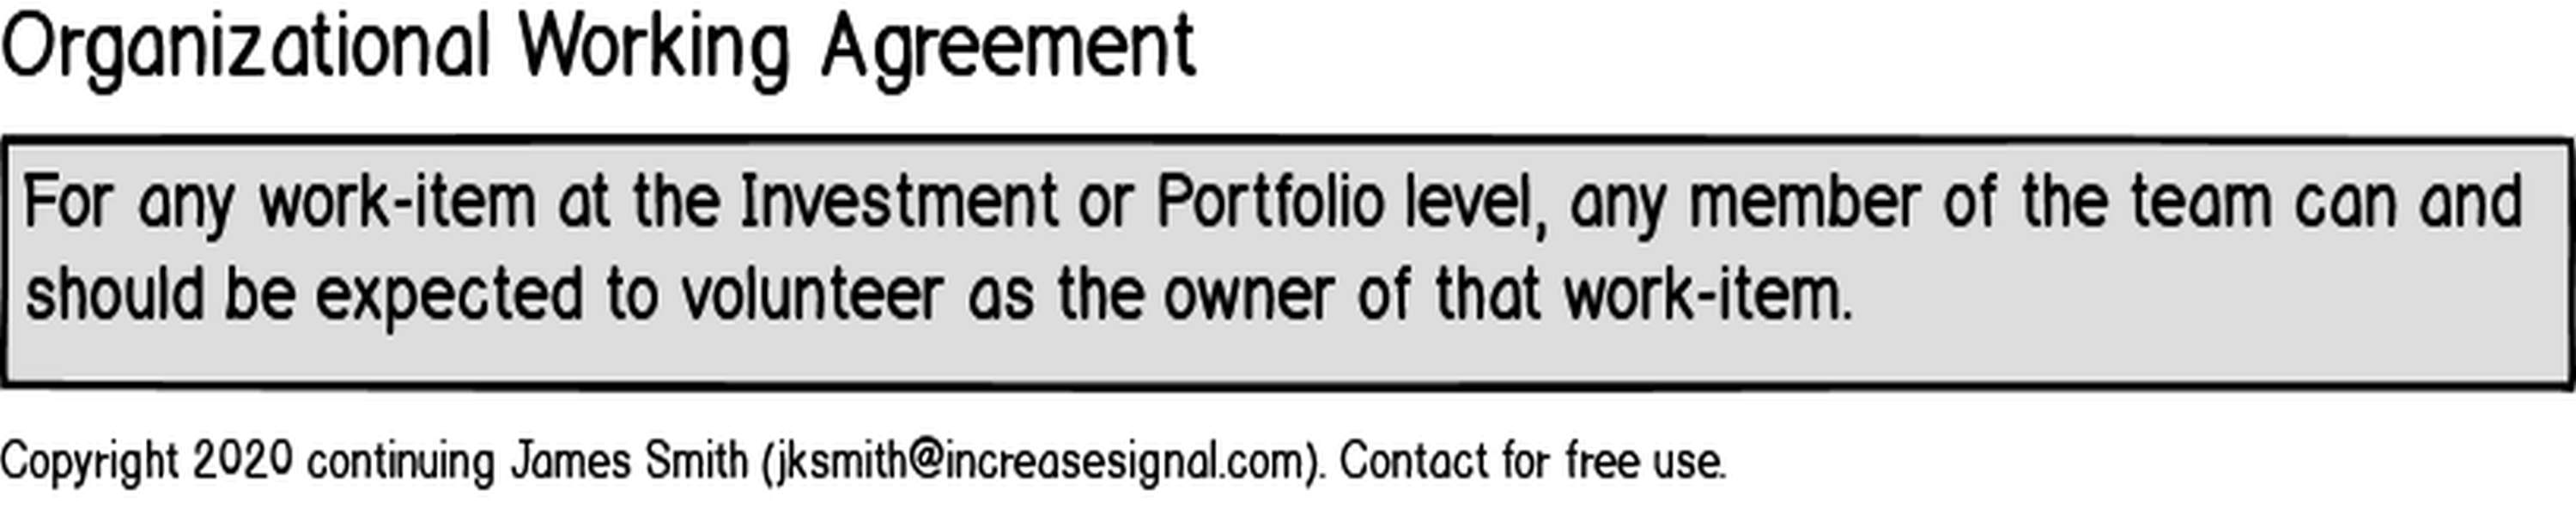 Organizational Working Agreement
For any work-item at the Investment or Portfolio level, any member of the team can and
should be expected to volunteer as the owner of that work-item.
Copyright 2020 continuing James Smith (jksmith@increasesignal.com). Contact for free use.